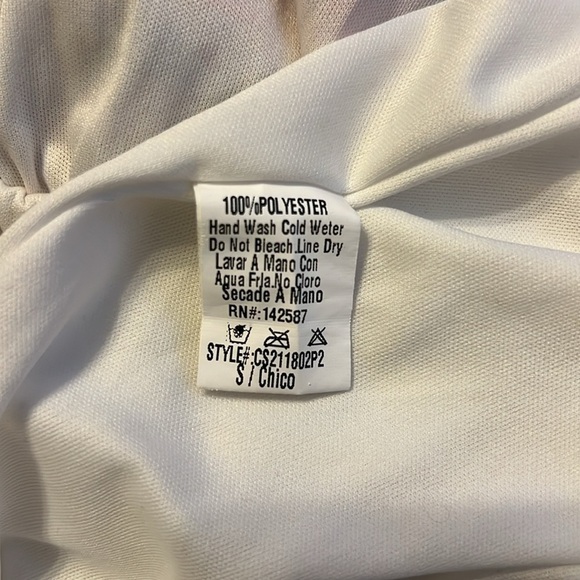 100%POLYESTER
Hand Wash Cold Weter
Do Not Bleach.Line Dry
Lavar A Mano Con
Agua Fria.No Cloro
Secade A Mano
RN#:142587
STYLE#:CS211802P2
S / Chico